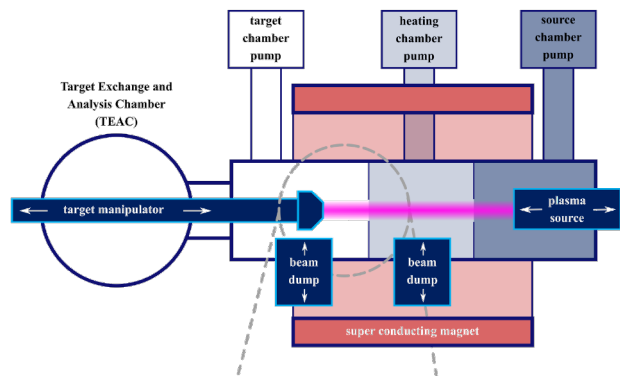 target
chamber
pump
heating
chamber
pump
source
chamber
pump
Target Exchange and
Analysis Chamber
(TEAC)
target manipulator
plasma
source
beam
dump
beam
dump
super conducting magnet